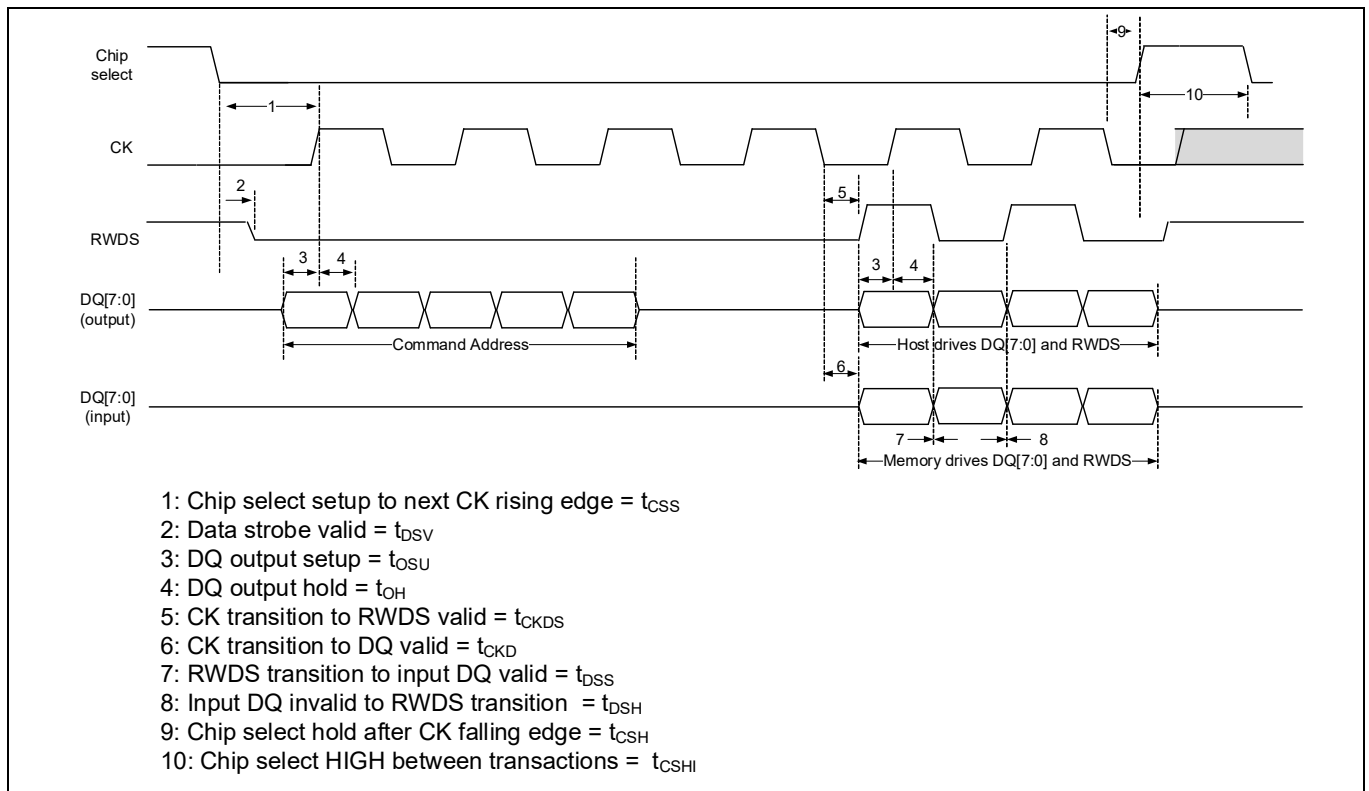 Chip
select
9
10
1
CK
2
5
RWDS
3
4
3
4
DQ[7:0]
(output)
Command Address
Host drives DQ[7:0] and RWDS
6
DQ[7:0]
(input)
7
8
Memory drives DQ[7:0] and RWDS
1: Chip select setup to next CK rising edge = tCSS
2: Data strobe valid = tDSV
3: DQ output setup = tOSU
4: DQ output hold = tOH
5: CK transition to RWDS valid = tCKDS
6: CK transition to DQ valid = tCKD
7: RWDS transition to input DQ valid = tDSS
8: Input DQ invalid to RWDS transition = tDSH
9: Chip select hold after CK falling edge = tCSH
10: Chip select HIGH between transactions = tCSHI